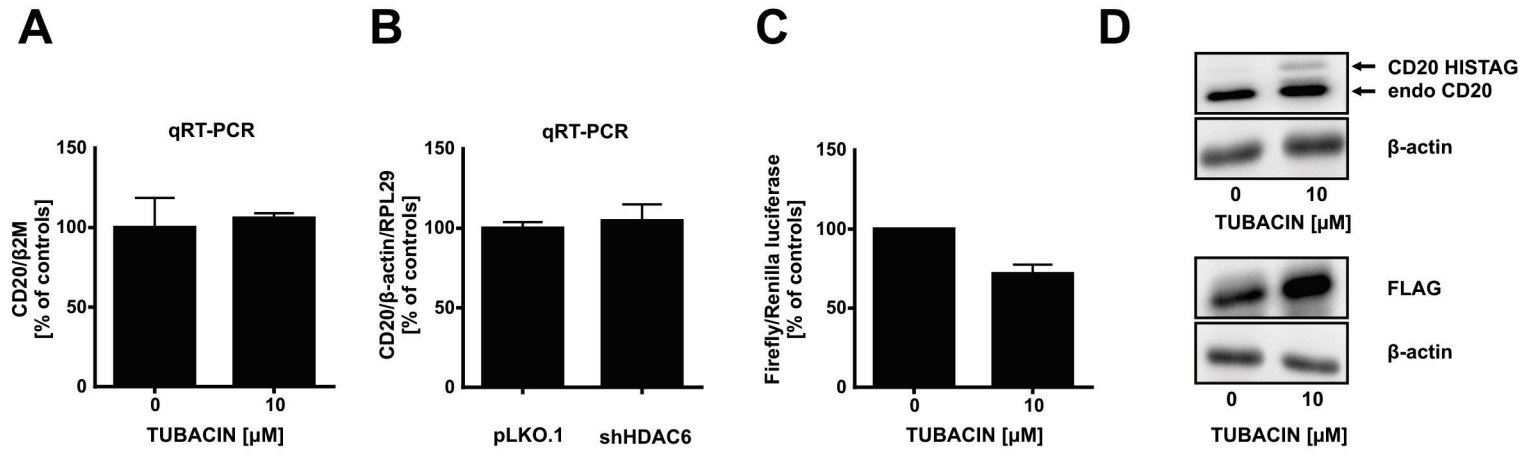 A
qRT-PCR
CD20/β2M
[% of controls]
150
100
50
0
0
10
TUBACIN [μM]
B
qRT-PCR
CD20/β-actin/RPL29
[% of controls]
150
100
50
0
pLKO.1
shHDAC6
C
Firefly/Renilla luciferase
[% of controls]
150
100
50
0
0
10
TUBACIN [μM]
D
CD20 HISTAG
endo CD20
β-actin
0
10
TUBACIN [μM]
FLAG
β-actin
0
10
TUBACIN [μM]